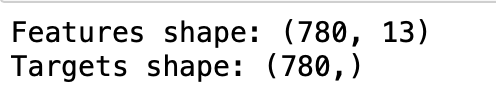 Features shape: (780, 13)
Targets shape: (780,)